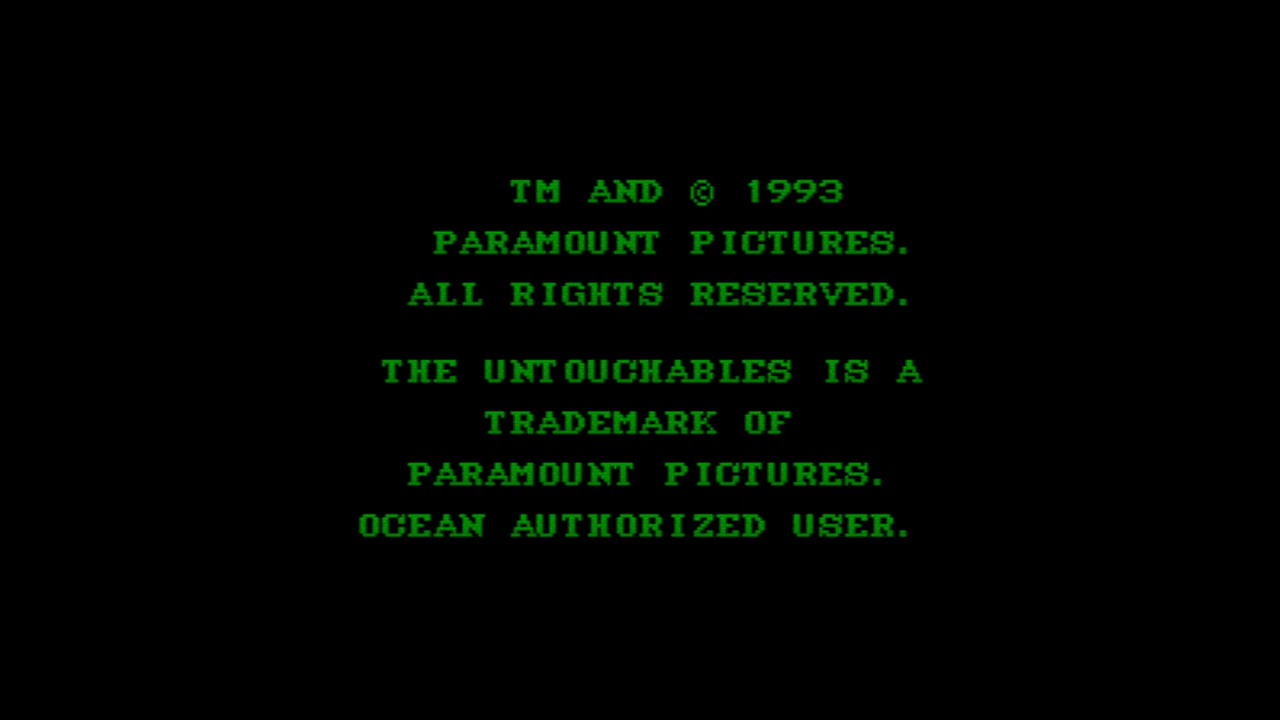 TM AND © 1993
PARAMOUNT PICTURES.
ALL RIGHTS RESERVED.
THE UNTOUCHABLES IS A
TRADEMARK OF
PARAMOUNT PICTURES.
OCEAN AUTHORIZED USER.